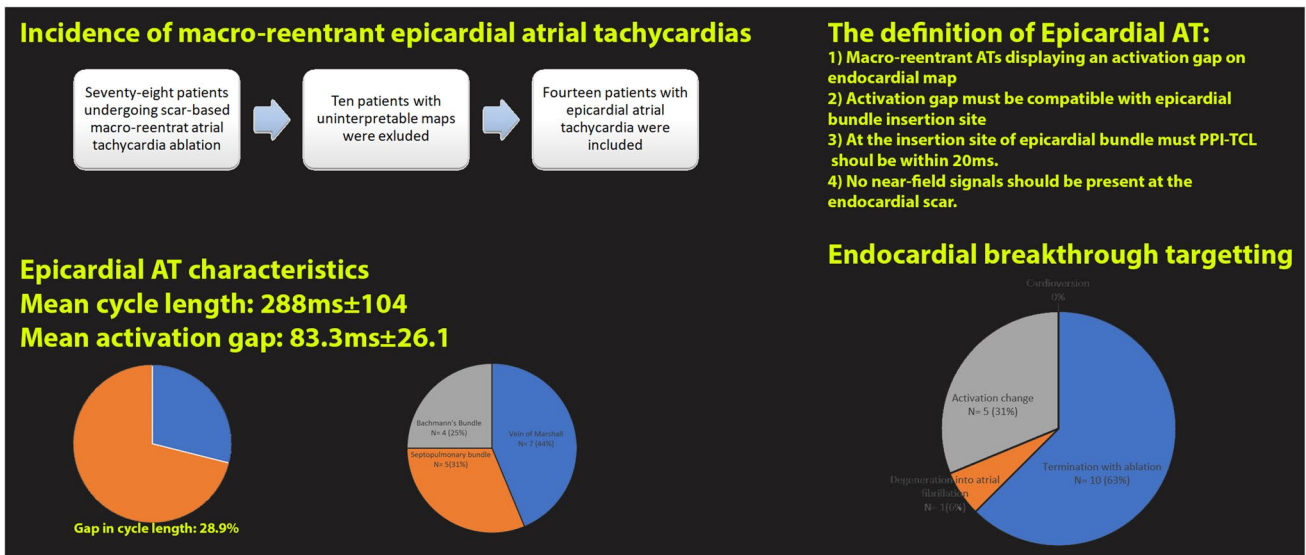 Incidence of macro-reentrant epicardial atrial tachycardias
Seventy-eight patients
undergoing scar-based
macro-reentrat atrial
tachycardia ablation
Ten patients with
uninterpretable maps
were exluded
Fourteen patients with
epicardial atrial
tachycardia were
included
The definition of Epicardial AT:
1) Macro-reentrant ATs displaying an activation gap on
endocardial map
2) Activation gap must be compatible with epicardial
bundle insertion site
3) At the insertion site of epicardial bundle must PPI-TCL
shoul be within 20ms.
4) No near-field signals should be present at the
endocardial scar.
Epicardial AT characteristics
Mean cycle length: 288ms±104
Mean activation gap: 83.3ms±26.1
Gap in cycle length: 28.9%
Bachmann's Bundle
N= 4 (25%)
Vein of Marshall
N= 7 (44%)
Septopulmonary bundle
N= 5(31%)
Endocardial breakthrough targetting
Cardioversion
0%
Activation change
N= 5 (31%)
Termination with ablation
N= 10 (63%)
Degeneration into atrial
fibrillation
N= 1(6%)